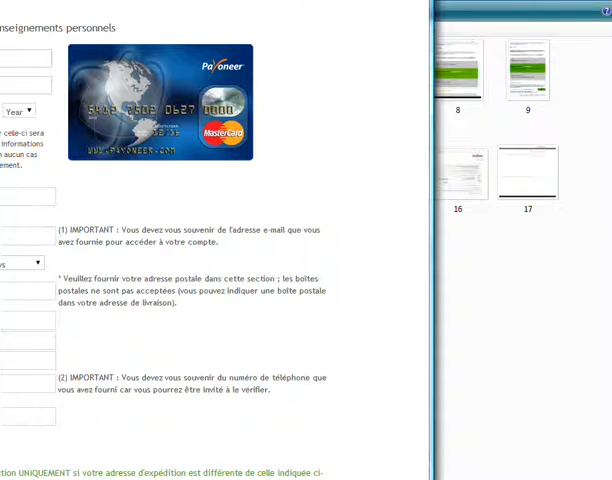 nseignements personnels
Payoneer
5412 7502 0627 0000
MasterCard
WWW.PAYONEER.COM
Year
r celle-ci sera
informations
n aucun cas
ement.
(1) IMPORTANT : Vous devez vous souvenir de l'adresse e-mail que vous
avez fournie pour accéder à votre compte.
ys
* Veuillez fournir votre adresse postale dans cette section ; les boîtes
postales ne sont pas acceptées (vous pouvez indiquer une boîte postale
dans votre adresse de livraison).
(2) IMPORTANT : Vous devez vous souvenir du numéro de téléphone que
vous avez fourni car vous pourrez être invité à le vérifier.
ction UNIQUEMENT si votre adresse d'expédition est différente de celle indiquée ci-
?
8
9
16
17